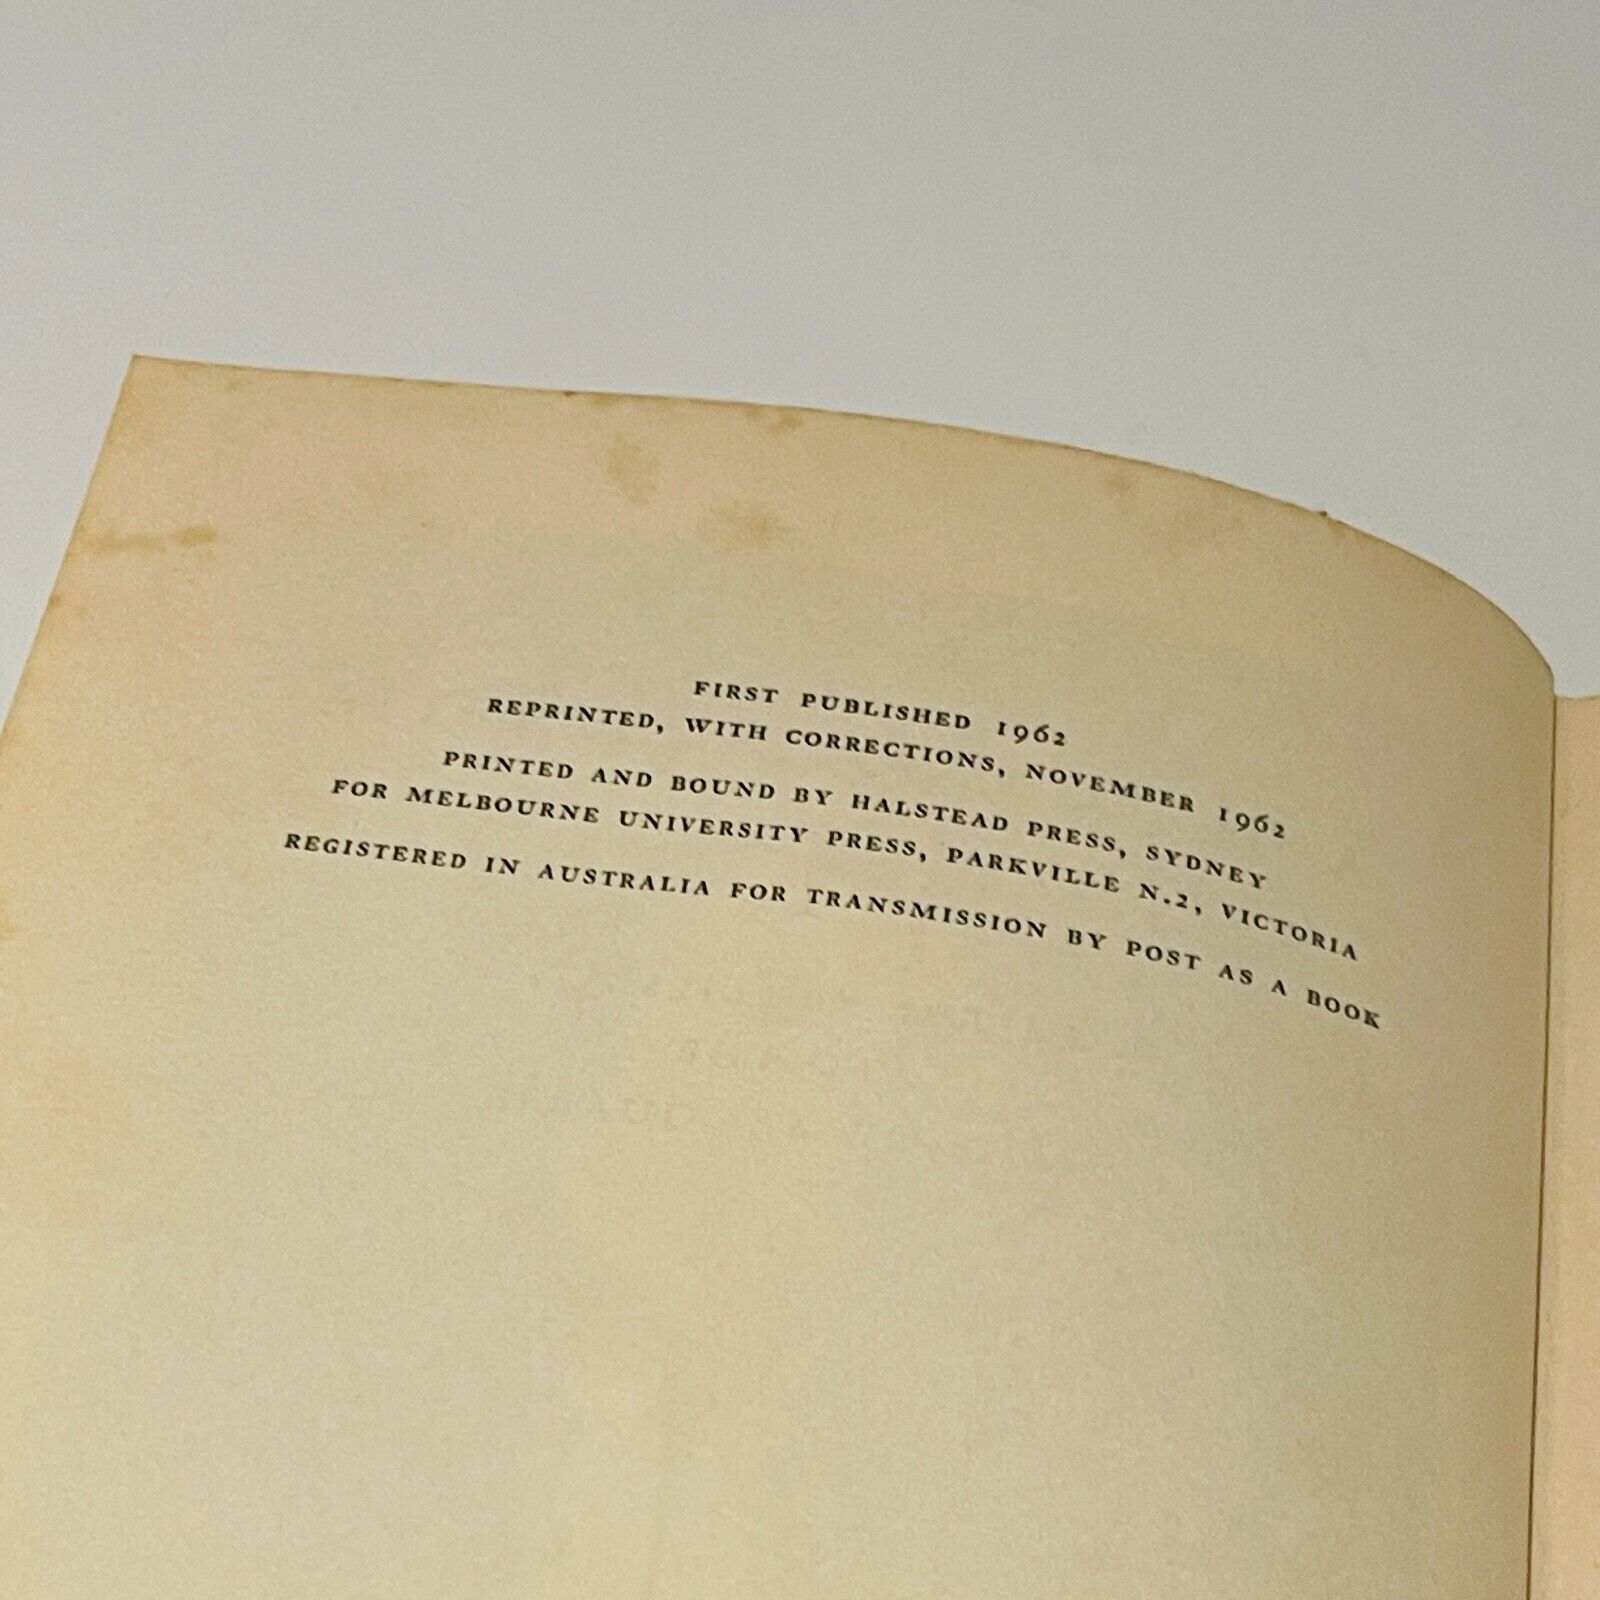 FIRST PUBLISHED 1962
REPRINTED, WITH CORRECTIONS, NOVEMBER 1962
PRINTED AND BOUND BY HALSTEAD PRESS, SYDNEY
FOR MELBOURNE UNIVERSITY PRESS, PARKVILLE N.2, VICTORIA
REGISTERED IN AUSTRALIA FOR TRANSMISSION BY POST AS A BOOK